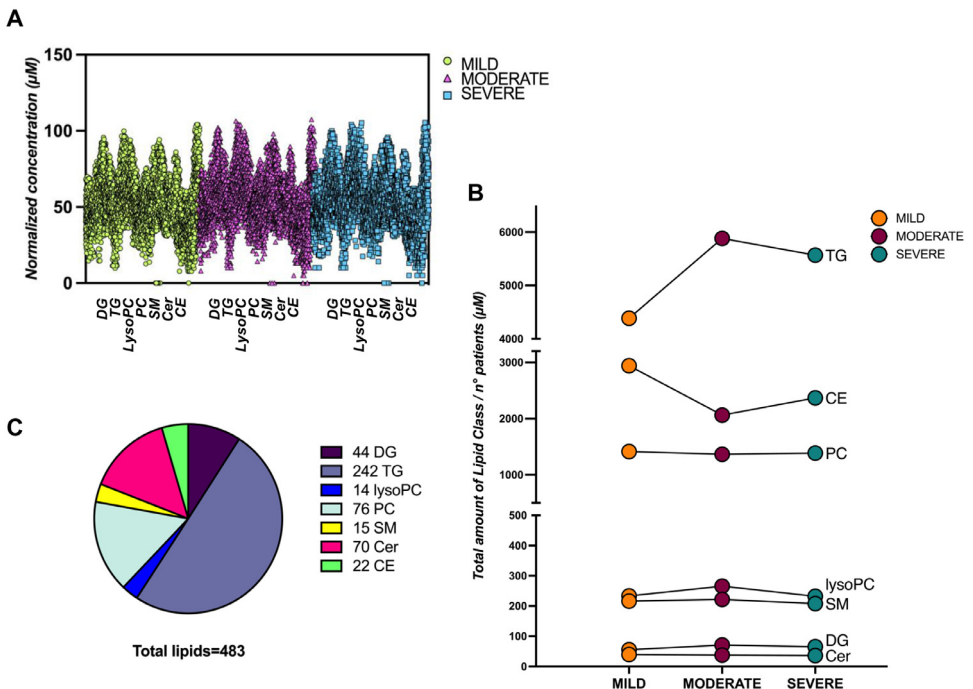 A
Normalized concentration (µM)
150
100
50
0
MILD
MODERATE
SEVERE
DG
TG
LysoPC
PC
SM
Cer
CE
DG
TG
LysoPC
PC
SM
Cer
CE
DG
TG
LysoPC
PC
SM
Cer
CE
B
Total amount of Lipid Class / n° patients (µM)
6000
5000
4000
3000
2000
1000
500
400
300
200
100
0
MILD
MODERATE
SEVERE
TG
CE
PC
lysoPC
SM
DG
Cer
MILD
MODERATE
SEVERE
C
44 DG
242 TG
14 lysoPC
76 PC
15 SM
70 Cer
22 CE
Total lipids=483